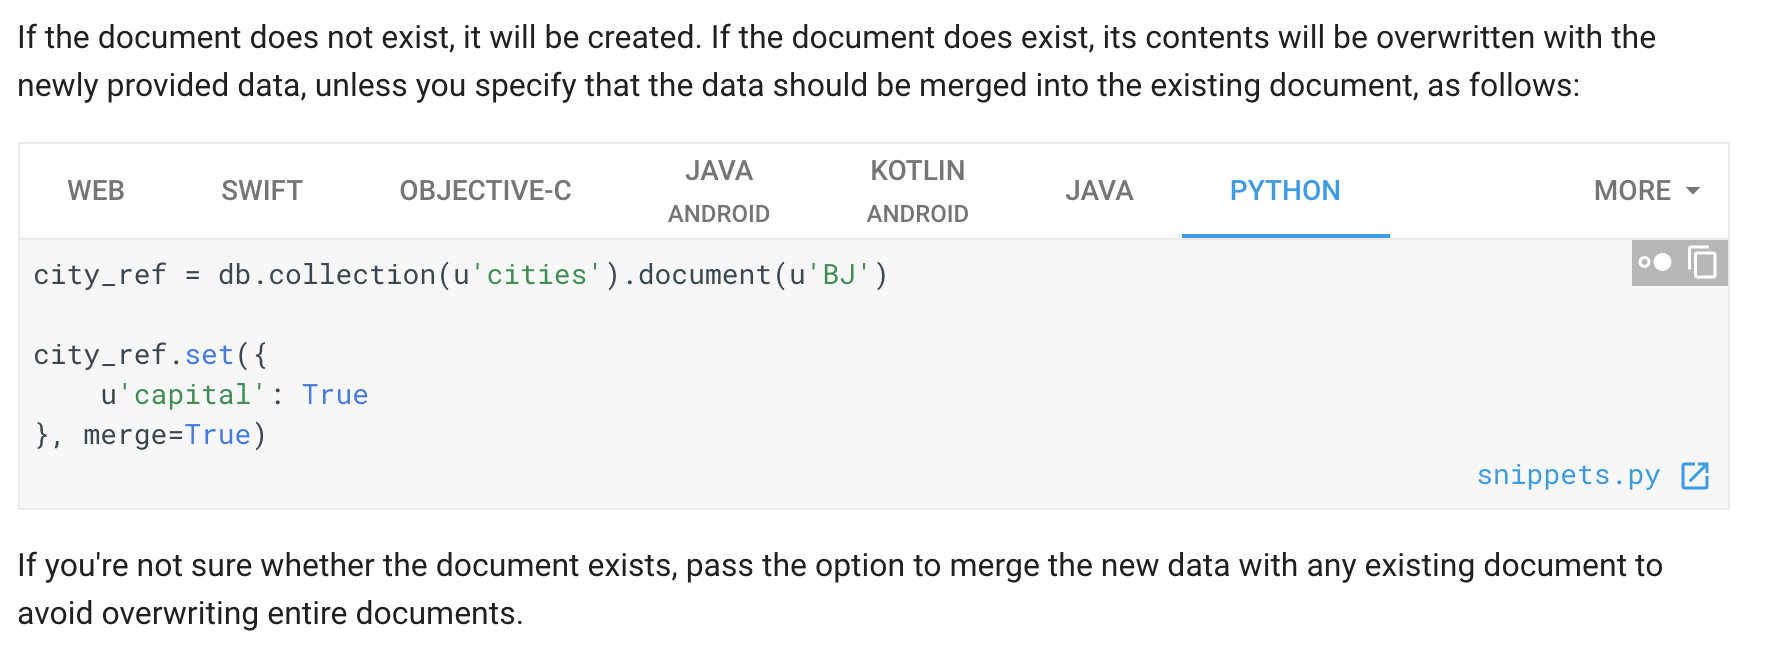 If the document does not exist, it will be created. If the document does exist, its contents will be overwritten with the
newly provided data, unless you specify that the data should be merged into the existing document, as follows:
WEB SWIFT OBJECTIVE-C JAVA ANDROID KOTLIN ANDROID JAVA PYTHON MORE
city_ref = db.collection(u'cities').document(u'BJ')
city_ref.set({
    u'capital': True
}, merge=True)
snippets.py
If you're not sure whether the document exists, pass the option to merge the new data with any existing document to
avoid overwriting entire documents.